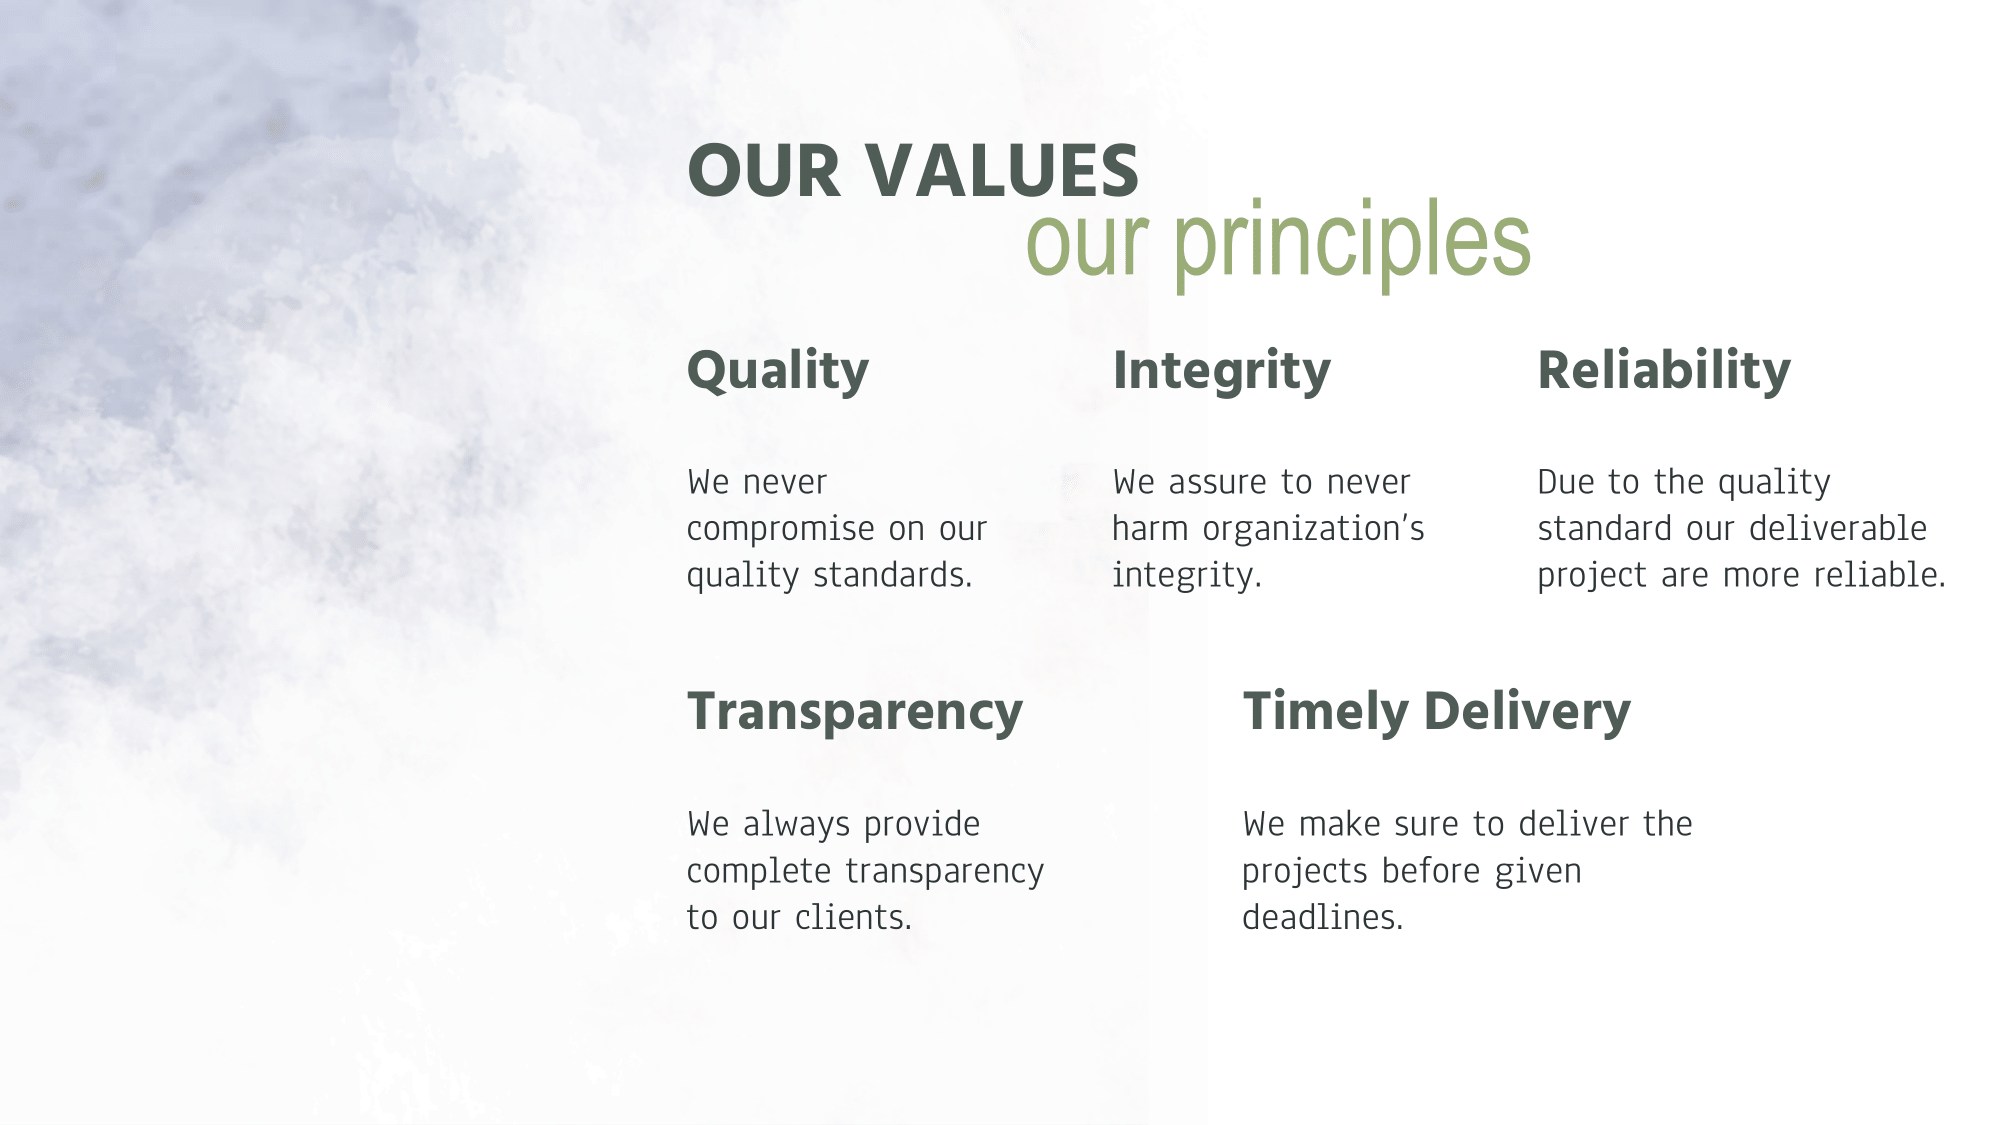 OUR VALUES
our principles
Quality
We never
compromise on our
quality standards.
Integrity
We assure to never
harm organization's
integrity.
Reliability
Due to the quality
standard our deliverable
project are more reliable.
Transparency
We always provide
complete transparency
to our clients.
Timely Delivery
We make sure to deliver the
projects before given
deadlines.